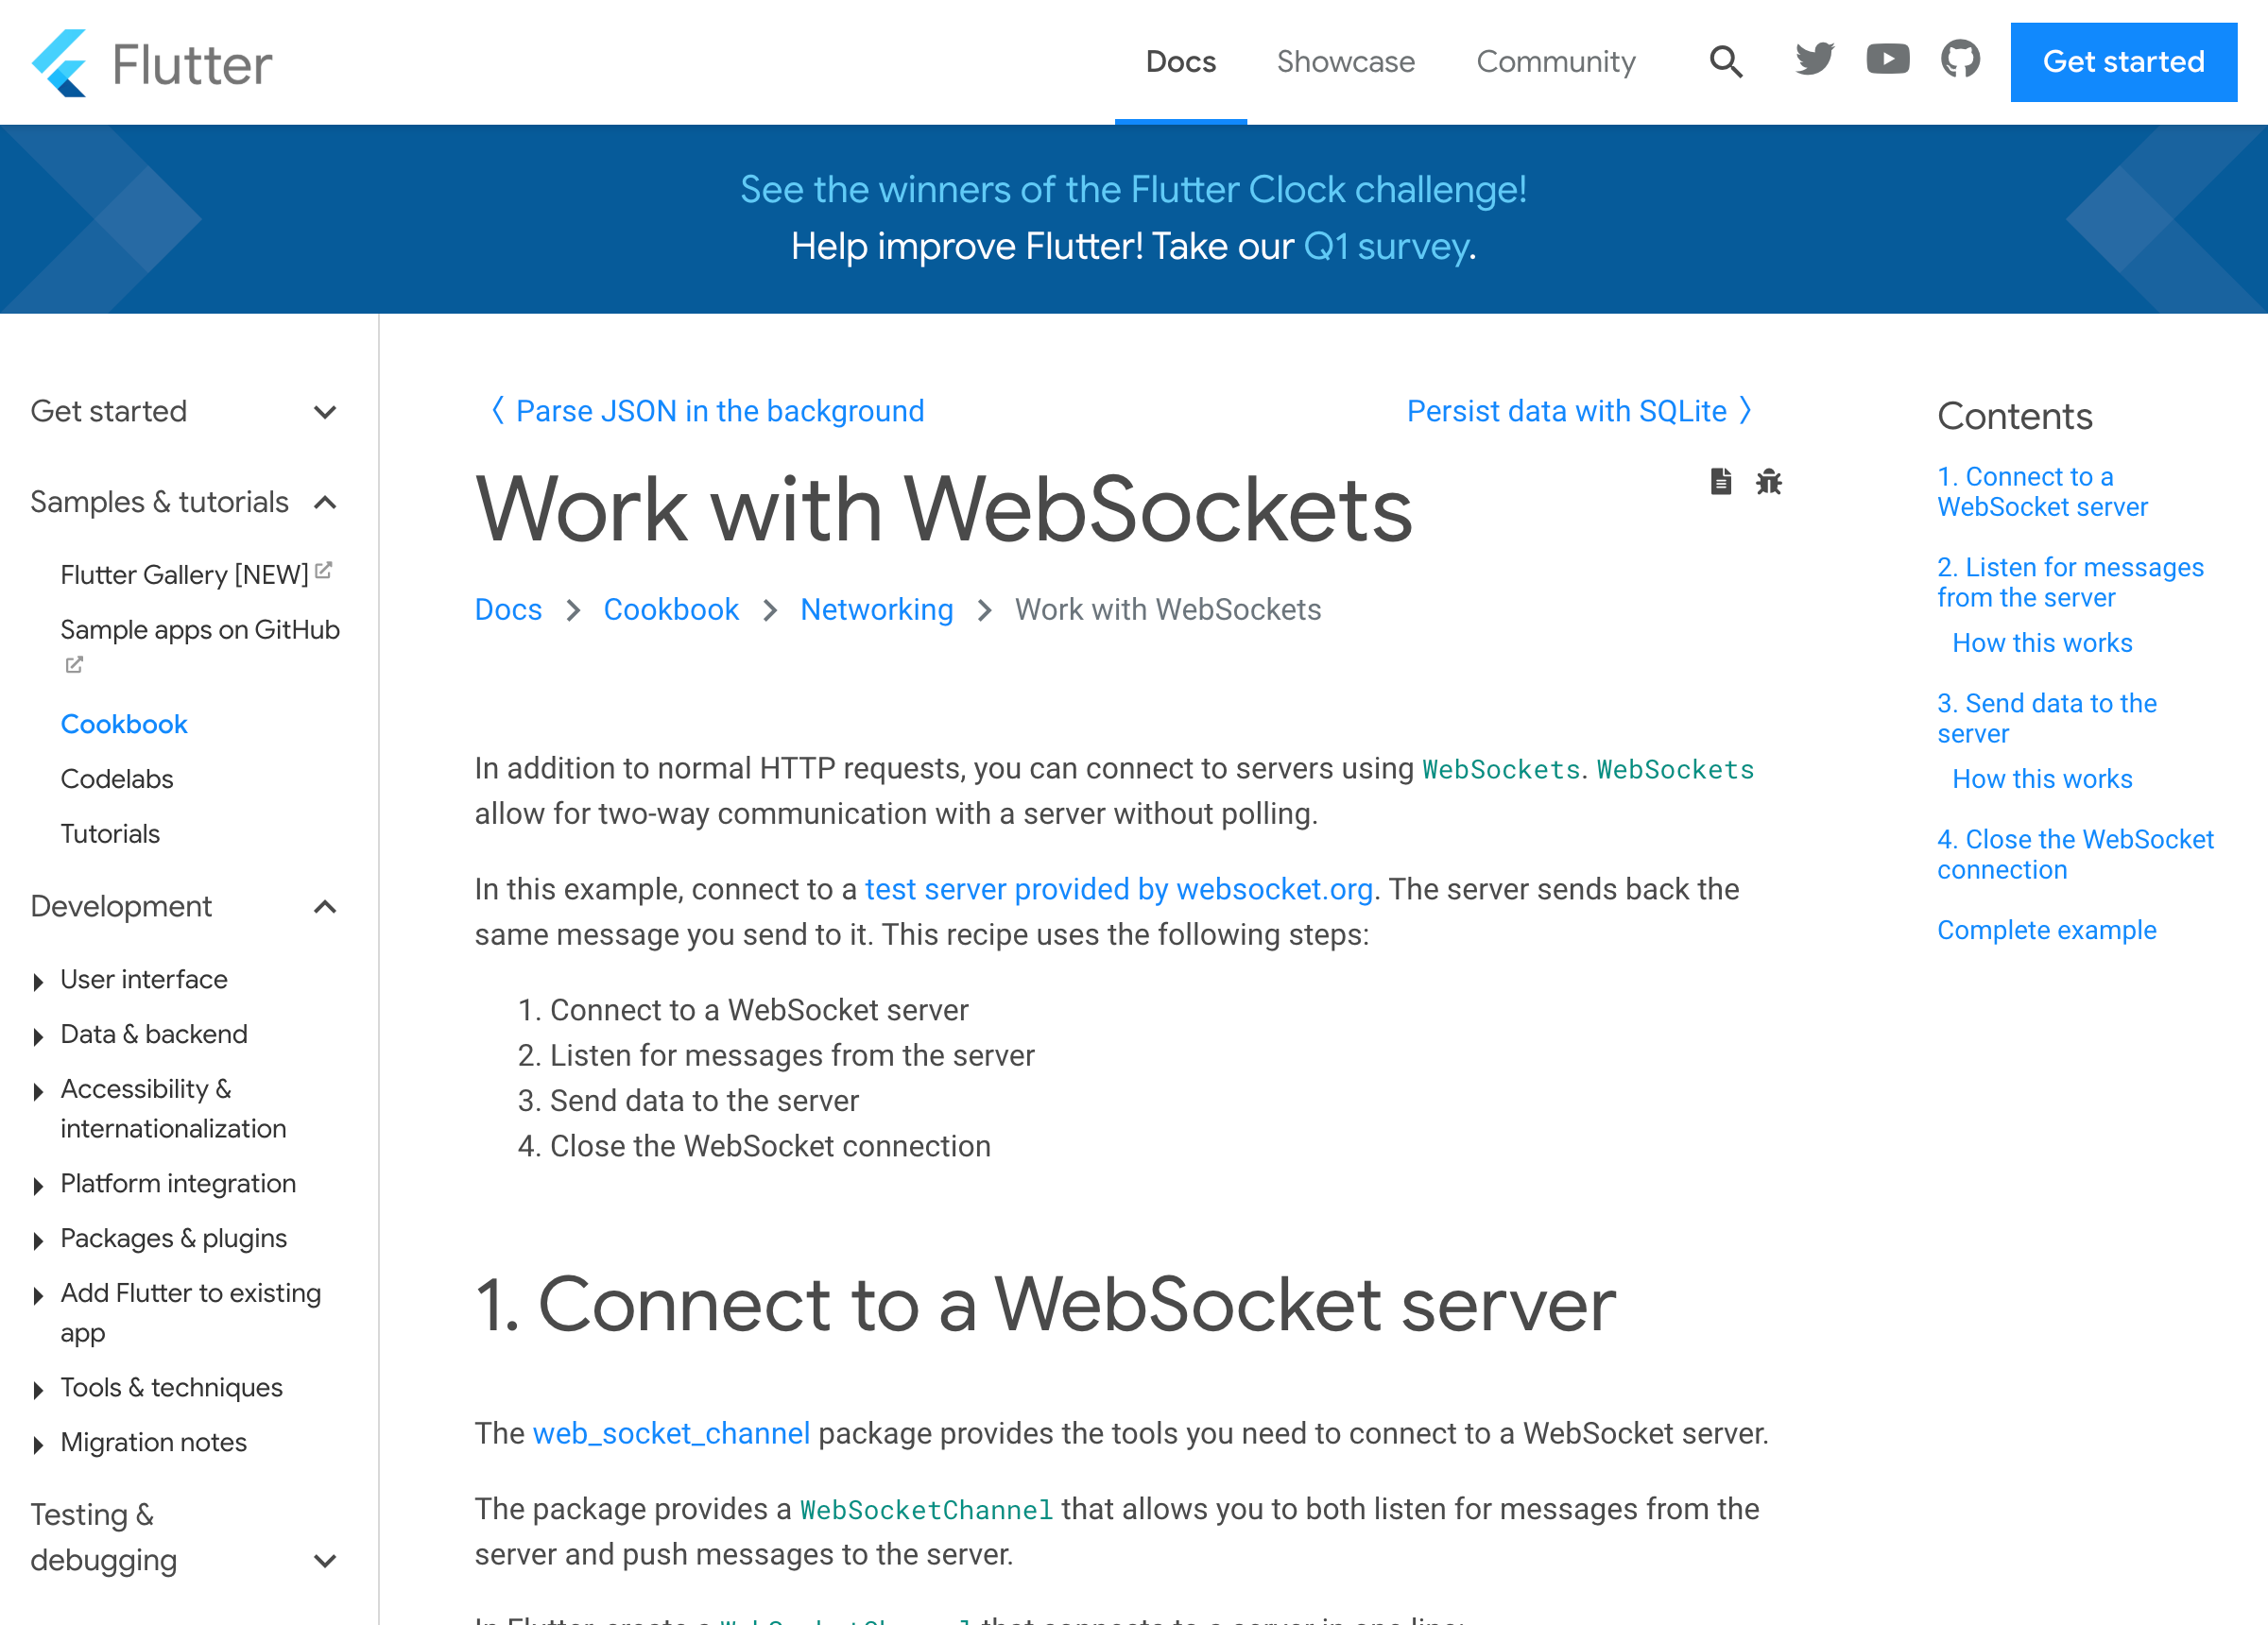 Flutter
Docs
Showcase
Community
Get started
See the winners of the Flutter Clock challenge!
Help improve Flutter! Take our Q1 survey.
Get started
Samples & tutorials
Flutter Gallery [NEW]
Sample apps on GitHub
Cookbook
Codelabs
Tutorials
Development
User interface
Data & backend
Accessibility &
internationalization
Platform integration
Packages & plugins
Add Flutter to existing
app
Tools & techniques
Migration notes
Testing &
debugging
〈 Parse JSON in the background
Persist data with SQLite 〉
Work with WebSockets
Docs > Cookbook > Networking > Work with WebSockets
In addition to normal HTTP requests, you can connect to servers using WebSockets. WebSockets
allow for two-way communication with a server without polling.
In this example, connect to a test server provided by websocket.org. The server sends back the
same message you send to it. This recipe uses the following steps:
1. Connect to a WebSocket server
2. Listen for messages from the server
3. Send data to the server
4. Close the WebSocket connection
1. Connect to a WebSocket server
The web_socket_channel package provides the tools you need to connect to a WebSocket server.
The package provides a WebSocketChannel that allows you to both listen for messages from the
server and push messages to the server.
In Flutter, create a WebSocketChannel that connects to a server in one line:
Contents
1. Connect to a
WebSocket server
2. Listen for messages
from the server
How this works
3. Send data to the
server
How this works
4. Close the WebSocket
connection
Complete example